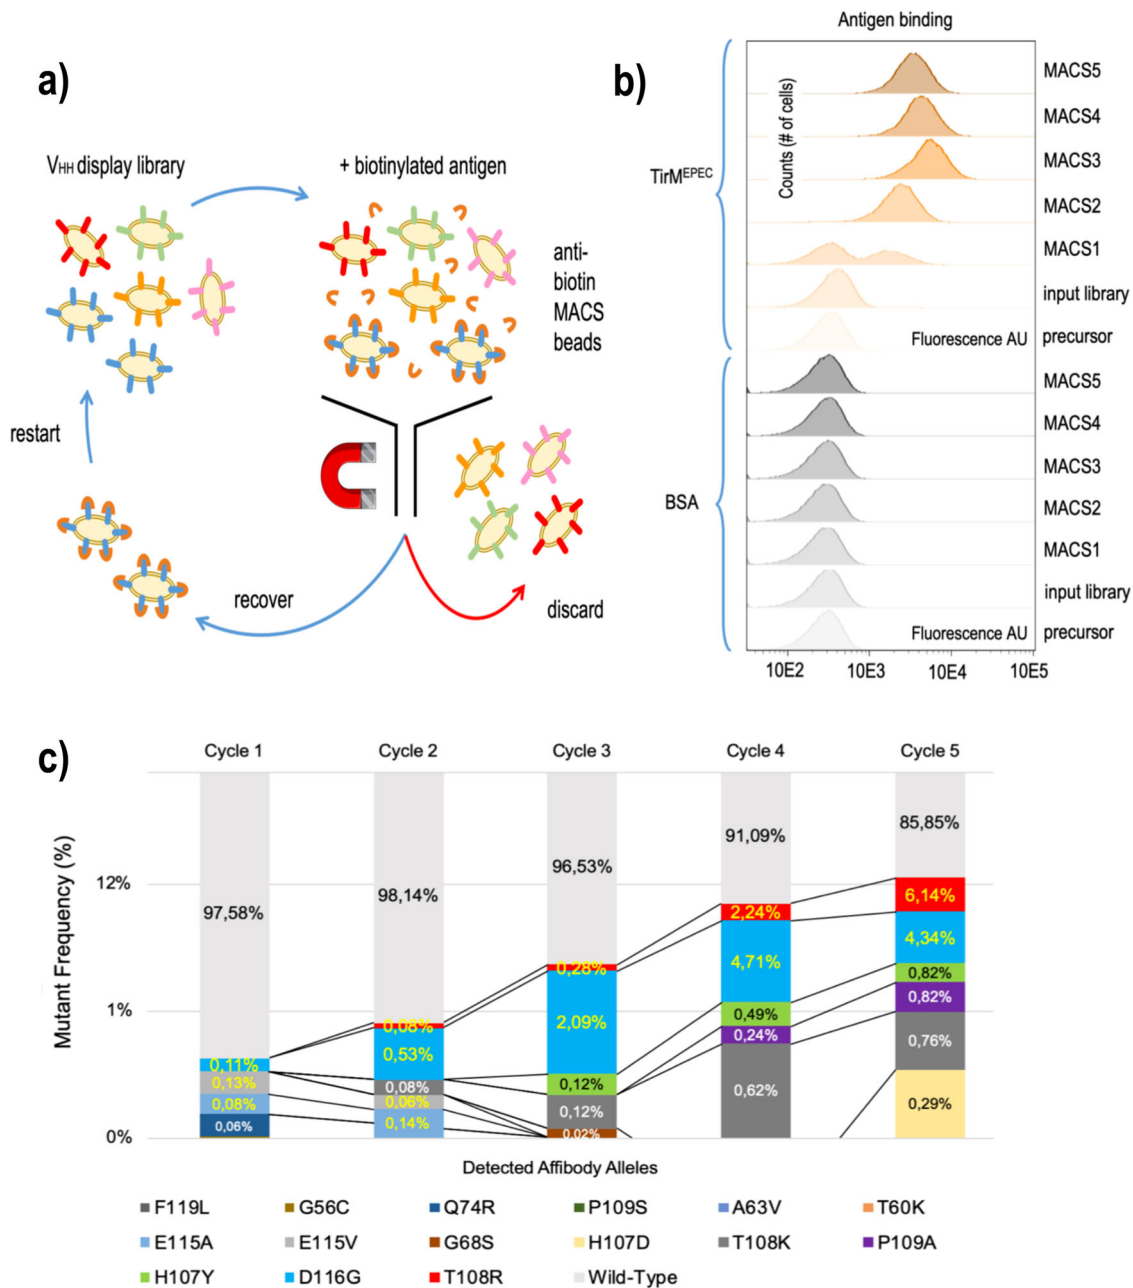 a)
VHH display library
+ biotinylated antigen
anti-
biotin
MACS
beads
restart
recover
discard
b)
Antigen binding
Counts (# of cells)
TirMEPEC
MACS5
MACS4
MACS3
MACS2
MACS1
input library
Fluorescence AU
precursor
BSA
MACS5
MACS4
MACS3
MACS2
MACS1
input library
Fluorescence AU
precursor
10E2 10E3 10E4 10E5
c)
Cycle 1 Cycle 2 Cycle 3 Cycle 4 Cycle 5
Mutant Frequency (%)
12%
1%
0%
97,58%
0,11%
0,13%
0,08%
0,06%
98,14%
0,08%
0,53%
0,08%
0,06%
0,14%
96,53%
0,28%
2,09%
0,12%
0,12%
0,02%
91,09%
2,24%
4,71%
0,49%
0,24%
0,62%
85,85%
6,14%
4,34%
0,82%
0,82%
0,76%
0,29%
Detected Affibody Alleles
F119L G56C Q74R P109S A63V T60K
E115A E115V G68S H107D T108K P109A
H107Y D116G T108R Wild-Type